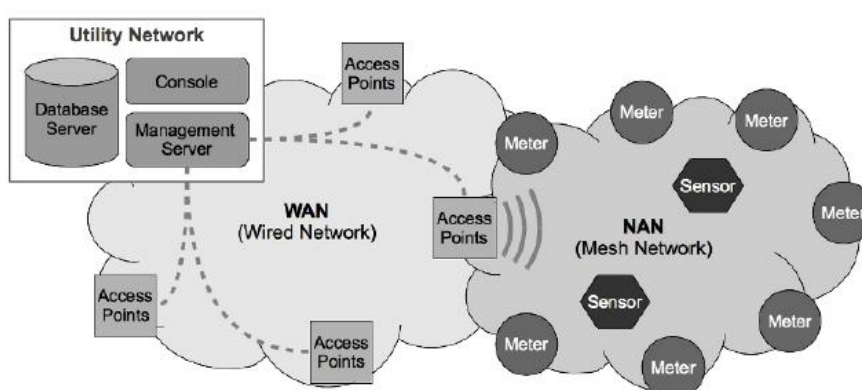 Utility Network
Database
Server
Console
Management
Server
Access
Points
WAN
(Wired Network)
Access
Points
Access
Points
Access
Points
Meter
Meter
Meter
Sensor
Meter
NAN
(Mesh Network)
Sensor
Meter
Meter
Meter